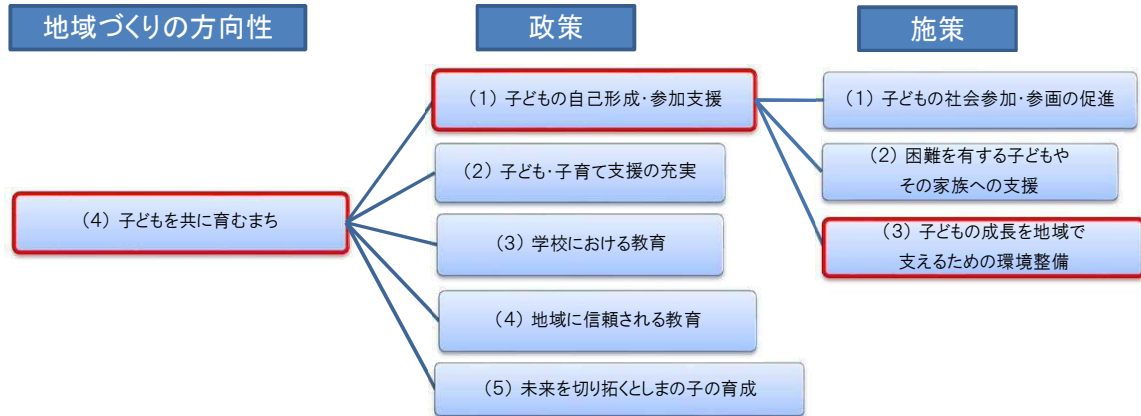 地域づくりの方向性
政策
施策
(4) 子どもを共に育むまち
(1) 子どもの自己形成・参加支援
(2) 子ども・子育て支援の充実
(3) 学校における教育
(4) 地域に信頼される教育
(5) 未来を切り拓くとしまの子の育成
(1) 子どもの社会参加・参画の促進
(2) 困難を有する子どもや
その家族への支援
(3) 子どもの成長を地域で
支えるための環境整備